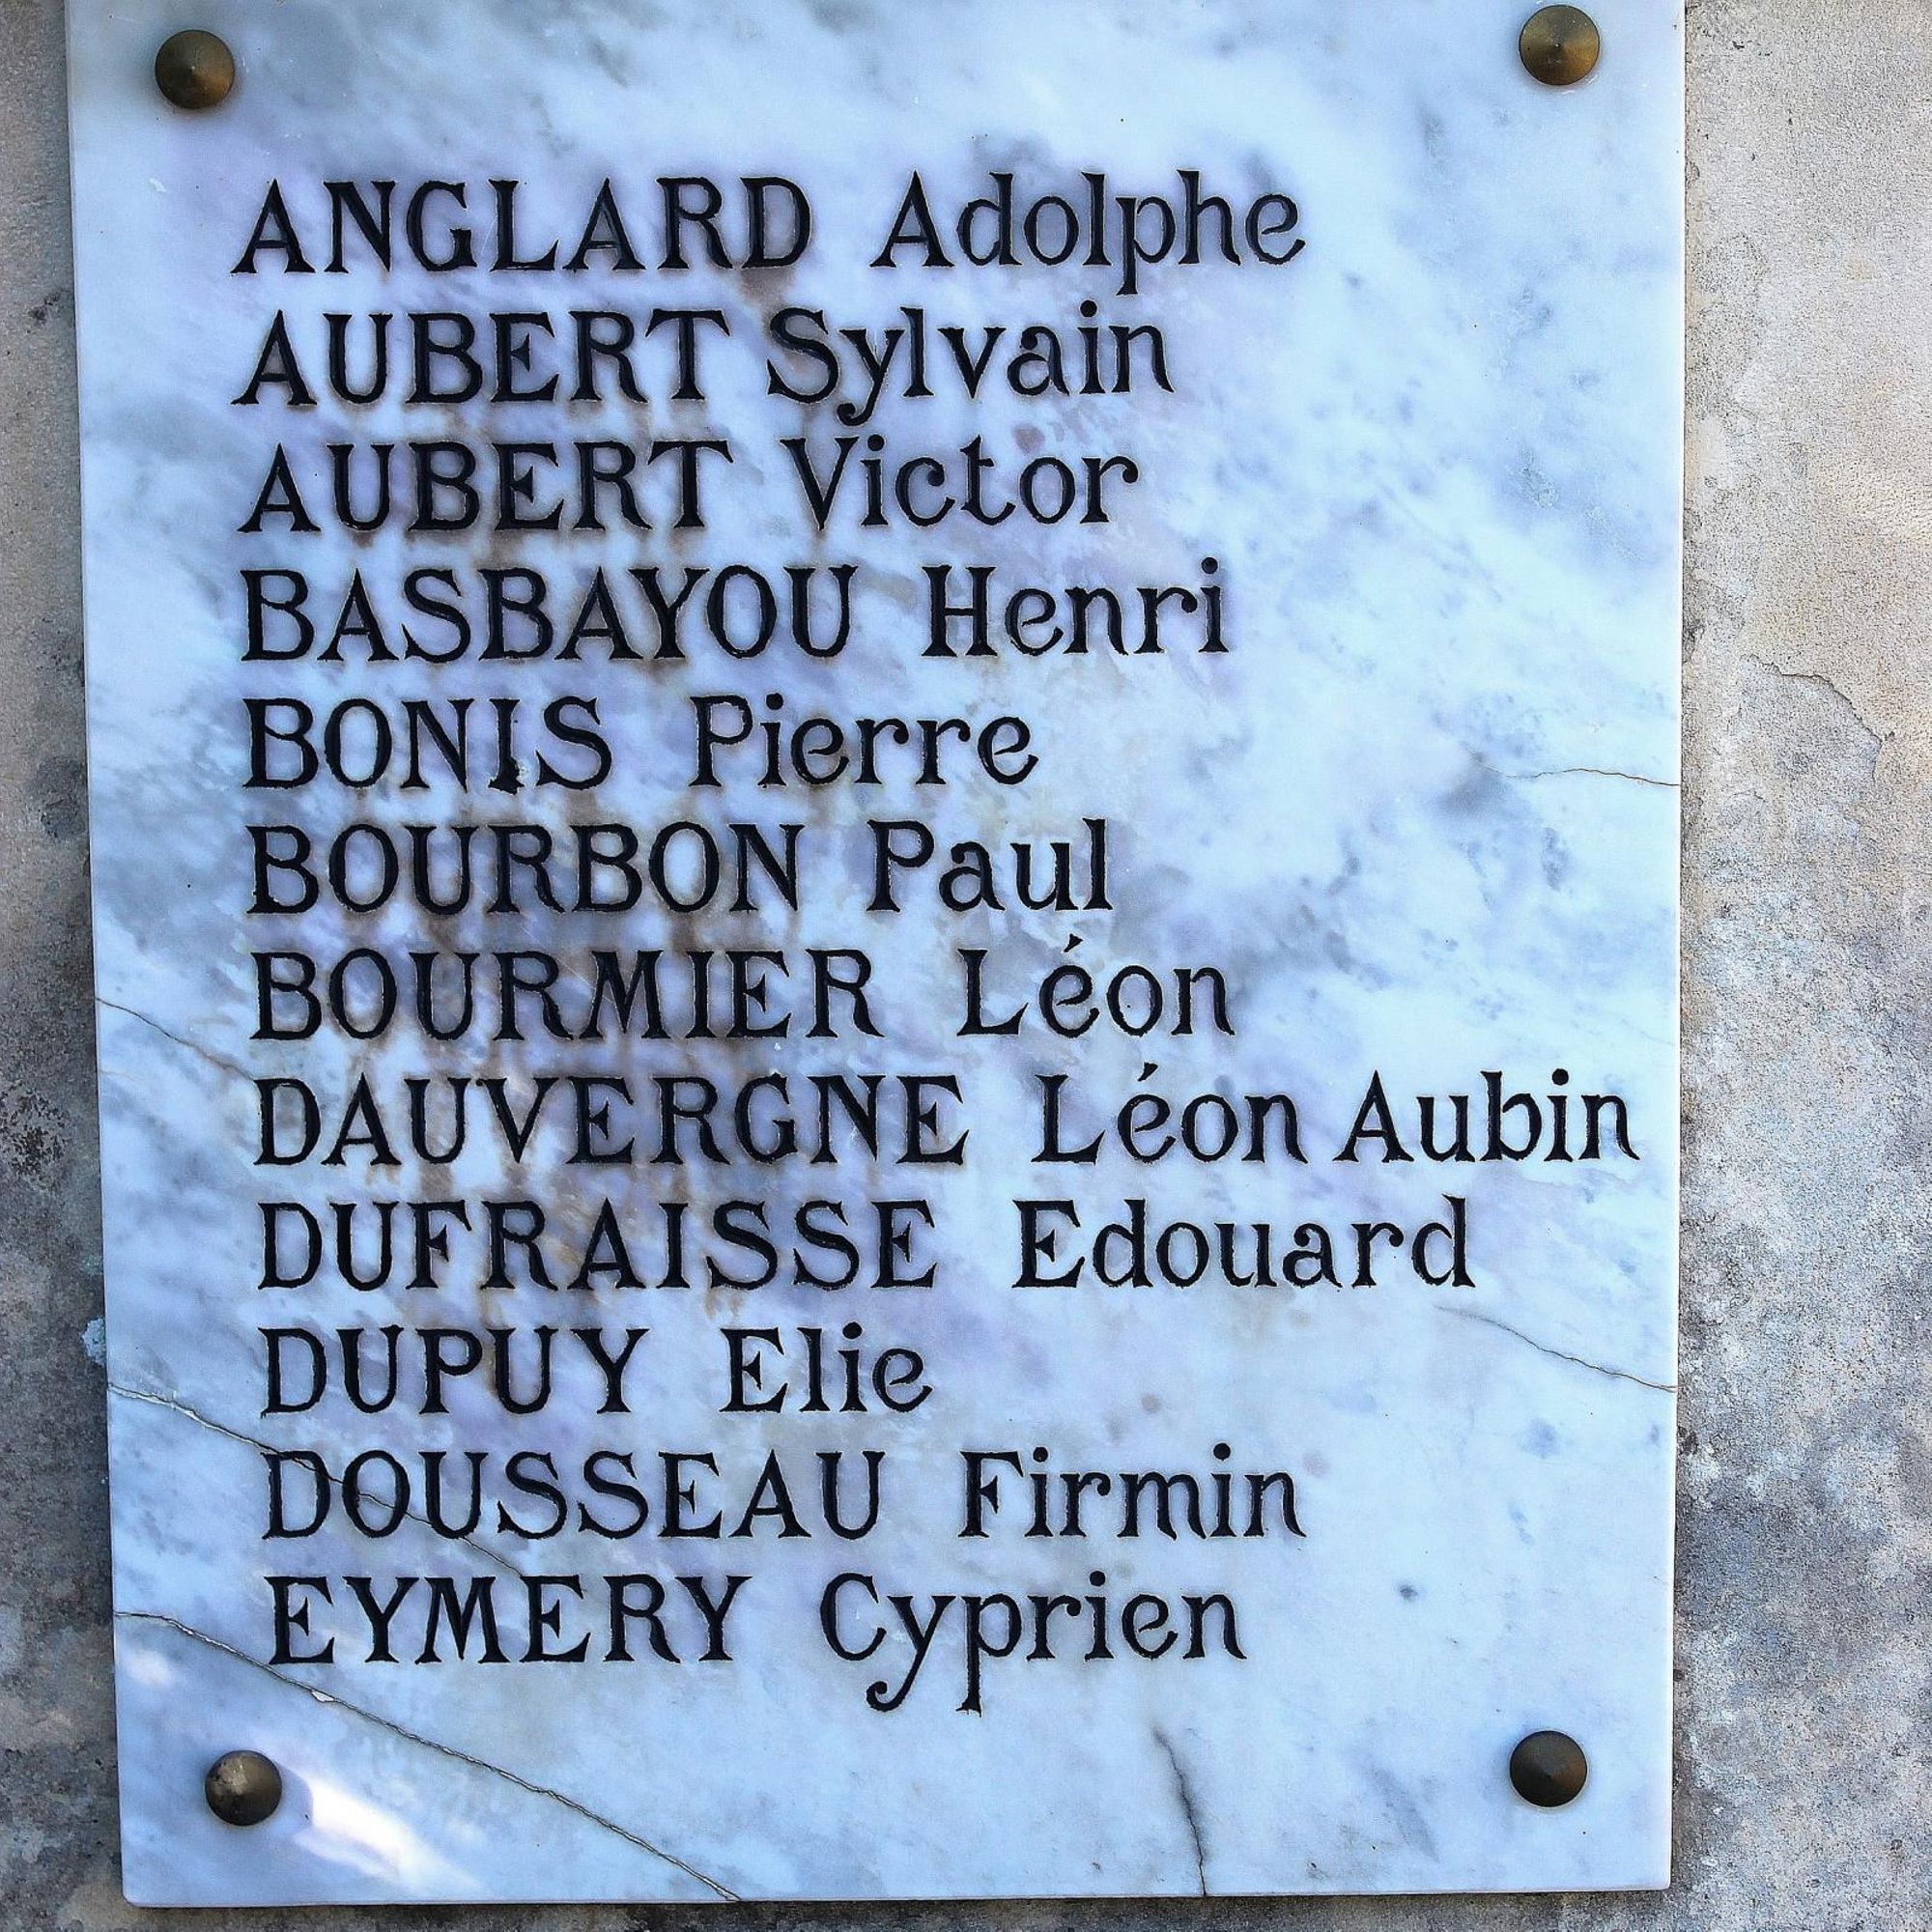 ANGLARD Adolphe
AUBERT Sylvain
AUBERT Victor
BASBAYOU Henri
BONIS Pierre
BOURBON Paul
BOURMIER Léon
DAUVERGNE Léon Aubin
DUFRAISSE Edouard
DUPUY Elie
DOUSSEAU Firmin
EYMERY Cyprien